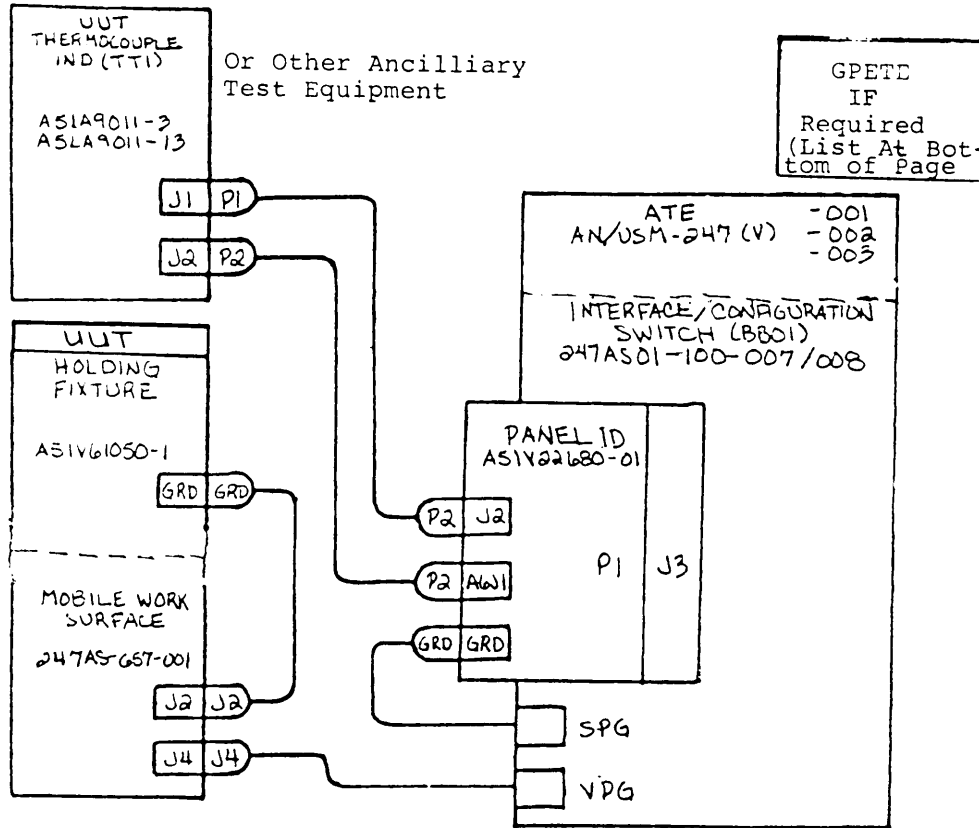 UUT
THERMOCOUPLE
IND (TTI)
A51A9011-3
A51A9011-13
J1 P1
J2 P2
Or Other Ancilliary
Test Equipment
GPETE
IF
Required
(List At Bot-
tom of Page
ATE -001
AN/USM-247 (V) -002
-003
INTERFACE/CONFIGURATION
SWITCH (BB01)
247AS01-100-007/008
UUT
HOLDING
FIXTURE
A51V61050-1
GRD GRD
MOBILE WORK
SURFACE
247AS-657-001
J2 J2
J4 J4
PANEL ID
A51V22680-01
P2 J2
P2 AWJ1
GRD GRD
P1 J3
SPG
VPG